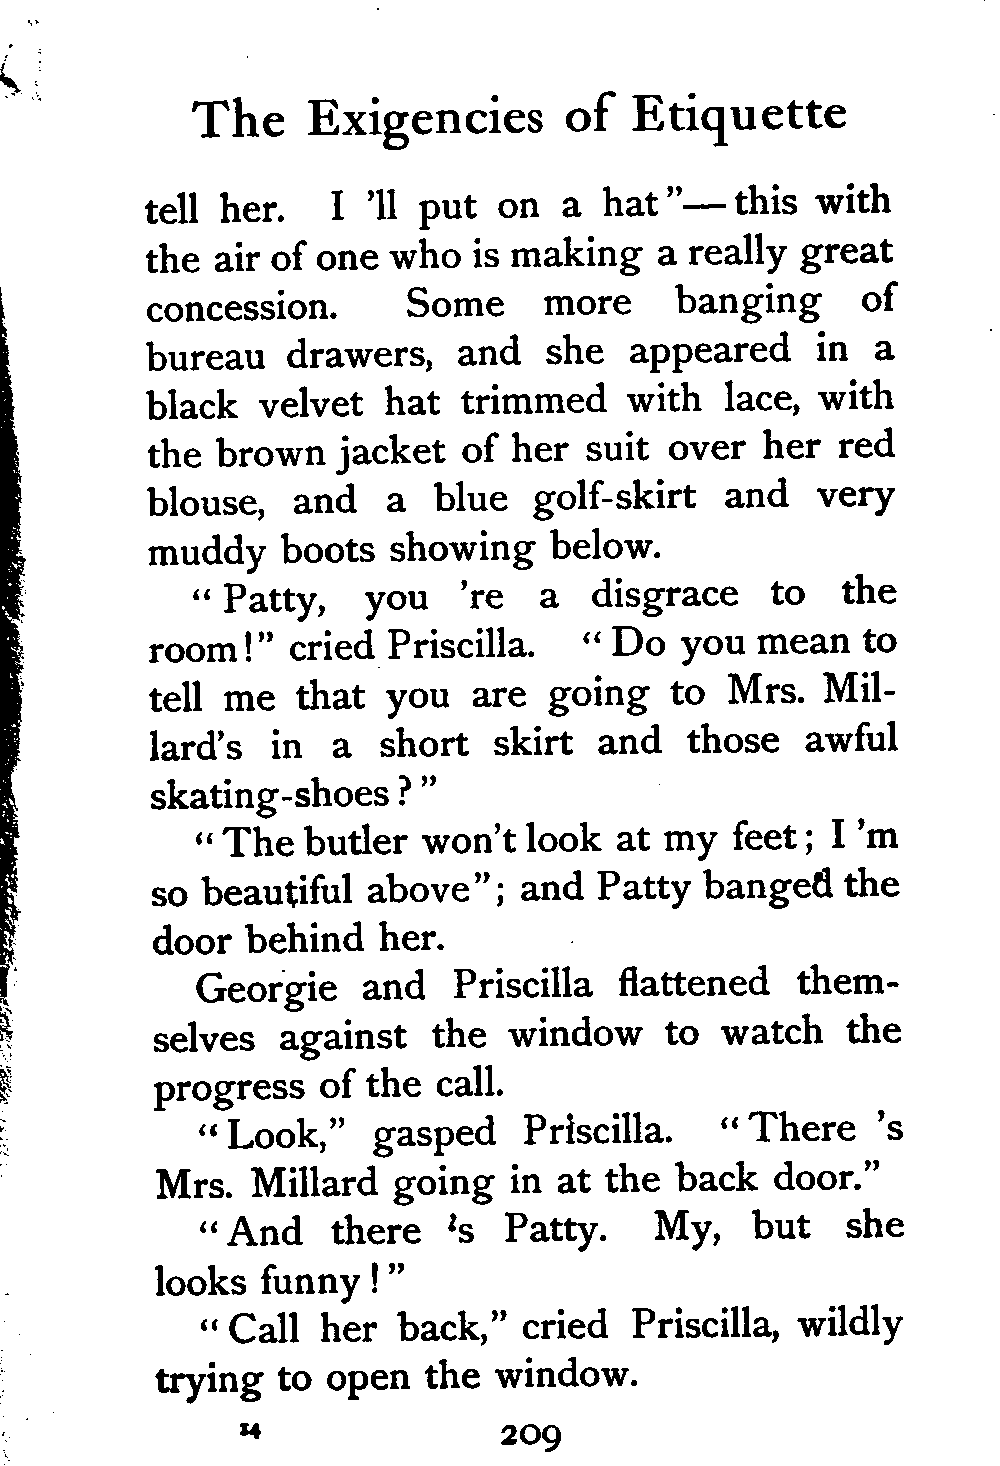 The Exigencies of Etiquette
tell her. I 'll put on a hat"—this with
the air of one who is making a really great
concession. Some more banging of
bureau drawers, and she appeared in a
black velvet hat trimmed with lace, with
the brown jacket of her suit over her red
blouse, and a blue golf-skirt and very
muddy boots showing below.
"Patty, you 're a disgrace to the
room!" cried Priscilla. "Do you mean to
tell me that you are going to Mrs. Mil-
lard's in a short skirt and those awful
skating-shoes?"
"The butler won't look at my feet; I 'm
so beautiful above"; and Patty banged the
door behind her.
Georgie and Priscilla flattened them-
selves against the window to watch the
progress of the call.
"Look," gasped Priscilla. "There 's
Mrs. Millard going in at the back door."
"And there 's Patty. My, but she
looks funny!"
"Call her back," cried Priscilla, wildly
trying to open the window.
14 209